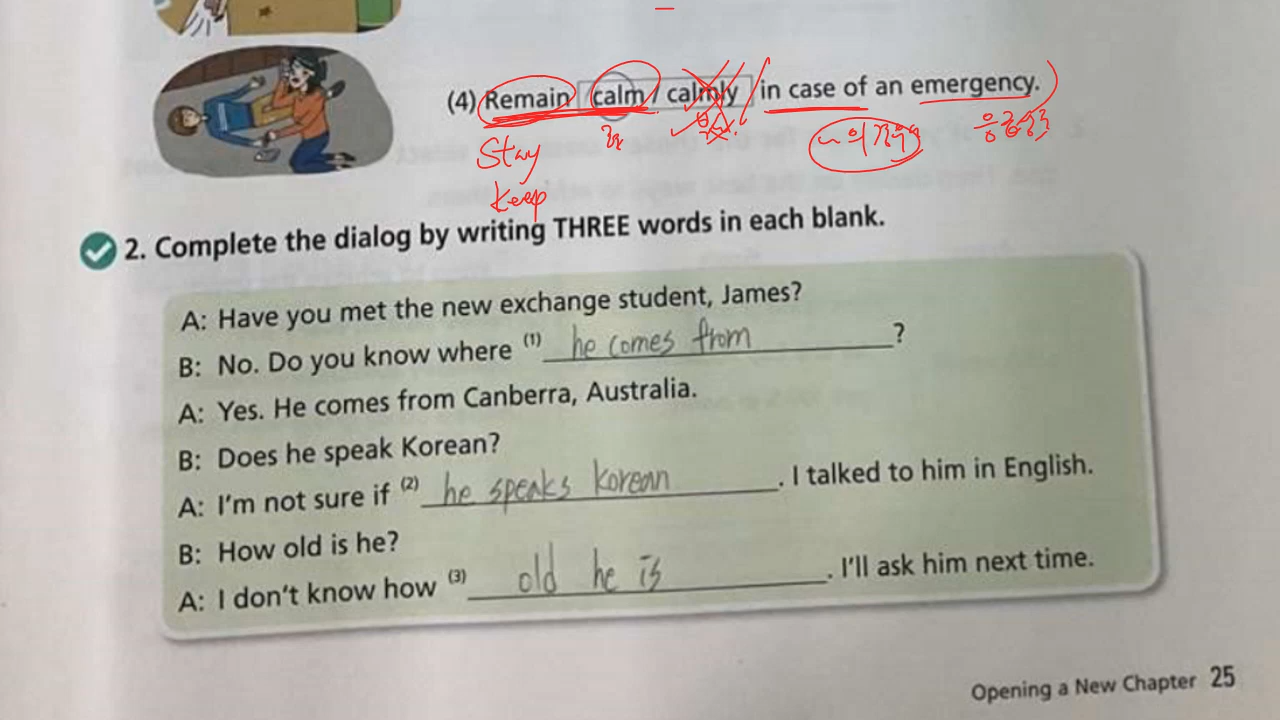 (4) Remain calm / calmly in case of an emergency.
Stay
keep
2. Complete the dialog by writing THREE words in each blank.
A: Have you met the new exchange student, James?
B: No. Do you know where (1) he comes from ?
A: Yes. He comes from Canberra, Australia.
B: Does he speak Korean?
A: I'm not sure if (2) he speaks korean . I talked to him in English.
B: How old is he?
A: I don't know how (3) old he is . I'll ask him next time.
Opening a New Chapter 25